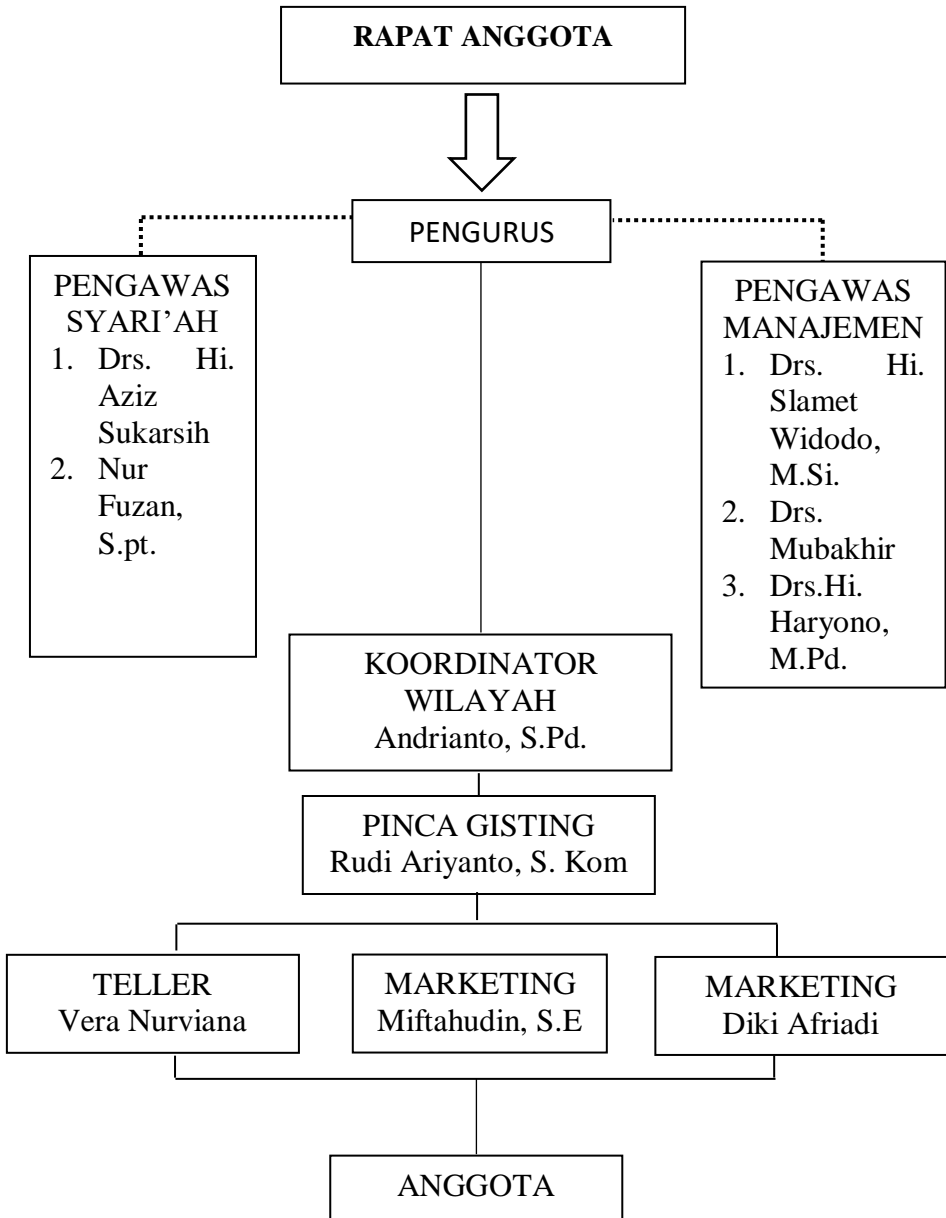 RAPAT ANGGOTA
PENGURUS
PENGAWAS
SYARI’AH
1. Drs. Hi.
Aziz
Sukarsih
2. Nur
Fuzan,
S.pt.
PENGAWAS
MANAJEMEN
1. Drs. Hi.
Slamet
Widodo,
M.Si.
2. Drs.
Mubakhir
3. Drs.Hi.
Haryono,
M.Pd.
KOORDINATOR
WILAYAH
Andrianto, S.Pd.
PINCA GISTING
Rudi Ariyanto, S. Kom
TELLER
Vera Nurviana
MARKETING
Miftahudin, S.E
MARKETING
Diki Afriadi
ANGGOTA